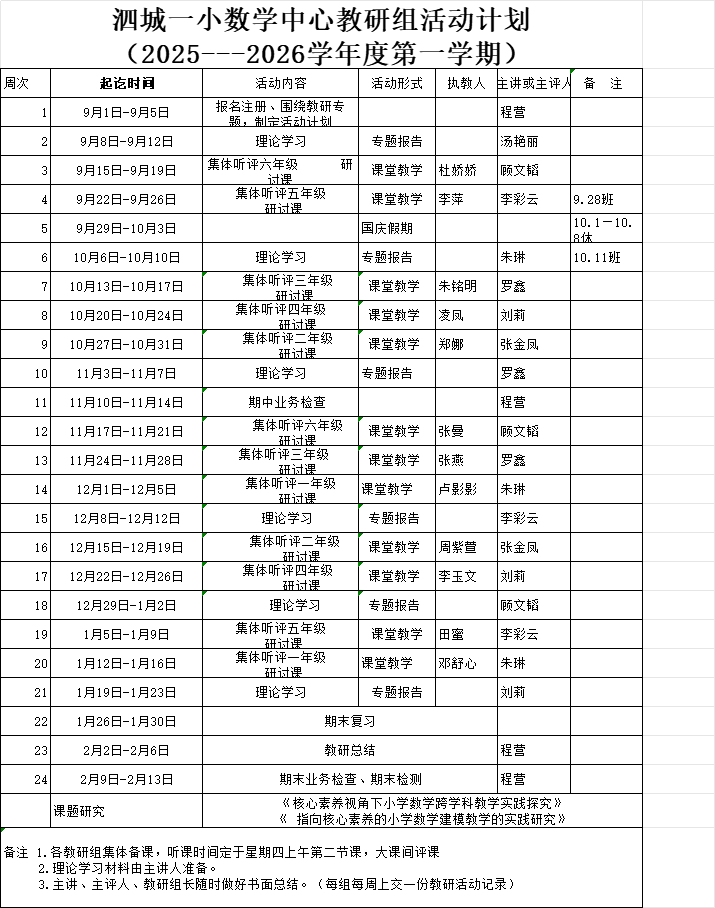 泗城一小数学中心教研组活动计划
（2025---2026学年度第一学期）
周次 起讫时间 活动内容 活动形式 执教人 主讲或主评人 备 注
1 9月1日-9月5日 报名注册、围绕教研专题，制定活动计划 程营
2 9月8日-9月12日 理论学习 专题报告 汤艳丽
3 9月15日-9月19日 集体听评六年级 研讨课 课堂教学 杜娇娇 顾文韬
4 9月22日-9月26日 集体听评五年级研讨课 课堂教学 李萍 李彩云 9.28班
5 9月29日-10月3日 国庆假期 10.1－10.8休
6 10月6日-10月10日 理论学习 专题报告 朱琳 10.11班
7 10月13日-10月17日 集体听评三年级研讨课 课堂教学 朱铭明 罗鑫
8 10月20日-10月24日 集体听评四年级研讨课 课堂教学 凌凤 刘莉
9 10月27日-10月31日 集体听评二年级研讨课 课堂教学 郑娜 张金凤
10 11月3日-11月7日 理论学习 专题报告 罗鑫
11 11月10日-11月14日 期中业务检查 程营
12 11月17日-11月21日 集体听评六年级研讨课 课堂教学 张曼 顾文韬
13 11月24日-11月28日 集体听评三年级研讨课 课堂教学 张燕 罗鑫
14 12月1日-12月5日 集体听评一年级研讨课 课堂教学 卢影影 朱琳
15 12月8日-12月12日 理论学习 专题报告 李彩云
16 12月15日-12月19日 集体听评二年级研讨课 课堂教学 周紫萱 张金凤
17 12月22日-12月26日 集体听评四年级研讨课 课堂教学 李玉文 刘莉
18 12月29日-1月2日 理论学习 专题报告 顾文韬
19 1月5日-1月9日 集体听评五年级研讨课 课堂教学 田蜜 李彩云
20 1月12日-1月16日 集体听评一年级研讨课 课堂教学 邓舒心 朱琳
21 1月19日-1月23日 理论学习 专题报告 刘莉
22 1月26日-1月30日 期末复习
23 2月2日-2月6日 教研总结 程营
24 2月9日-2月13日 期末业务检查、期末检测 程营
课题研究 《核心素养视角下小学数学跨学科教学实践探究》
《 指向核心素养的小学数学建模教学的实践研究》
备注 1.各教研组集体备课，听课时间定于星期四上午第二节课，大课间评课
2.理论学习材料由主讲人准备。
3.主讲、主评人、教研组长随时做好书面总结。（每组每周上交一份教研活动记录）